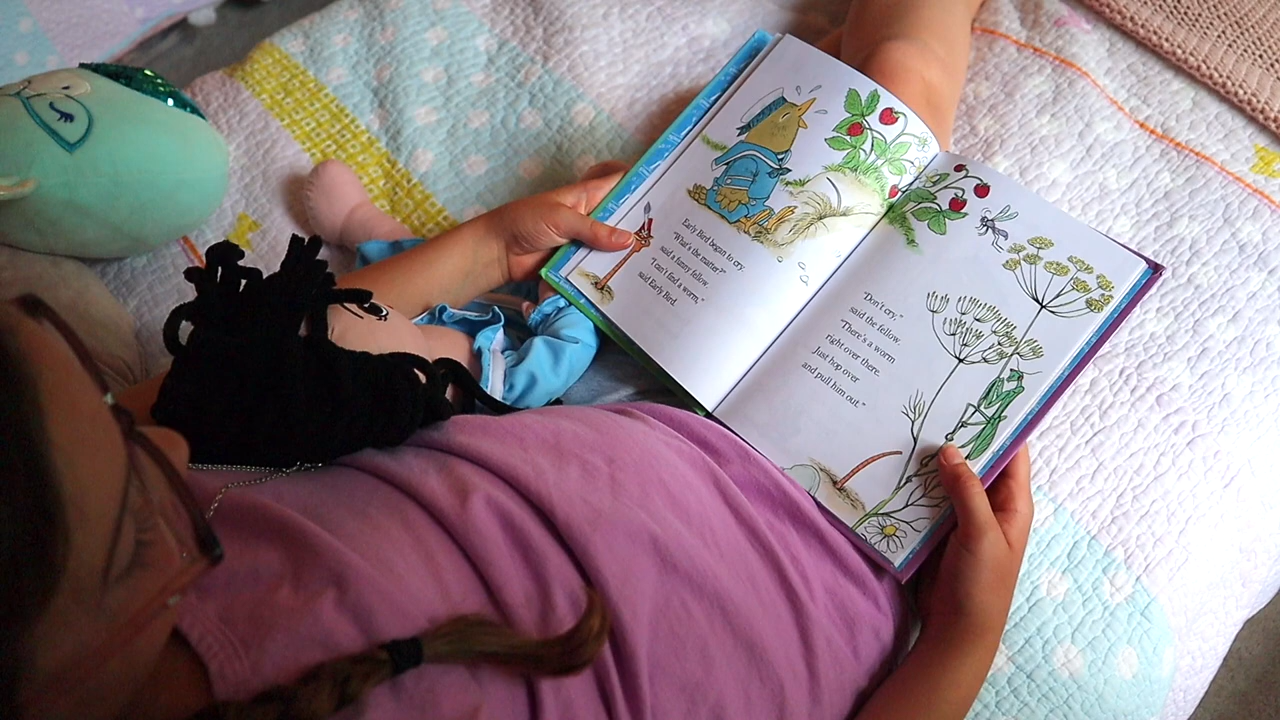 Early Bird began to cry.
"What's the matter?"
said a funny fellow.
"I can't find a worm,"
said Early Bird.
"Don't cry,"
said the fellow.
"There's a worm
right over there.
Just hop over
and pull him out."